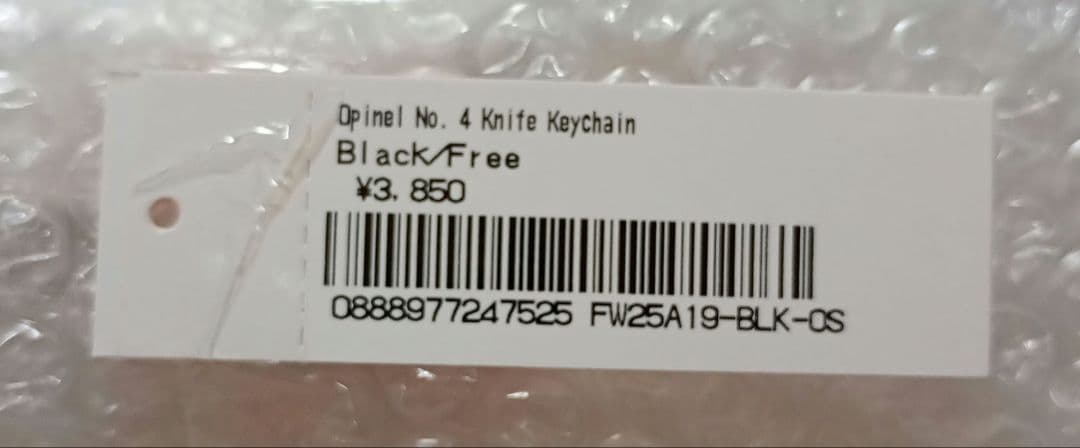 Opinel No. 4 Knife Keychain
Black/Free
¥3,850
0888977247525 FW25A19-BLK-OS